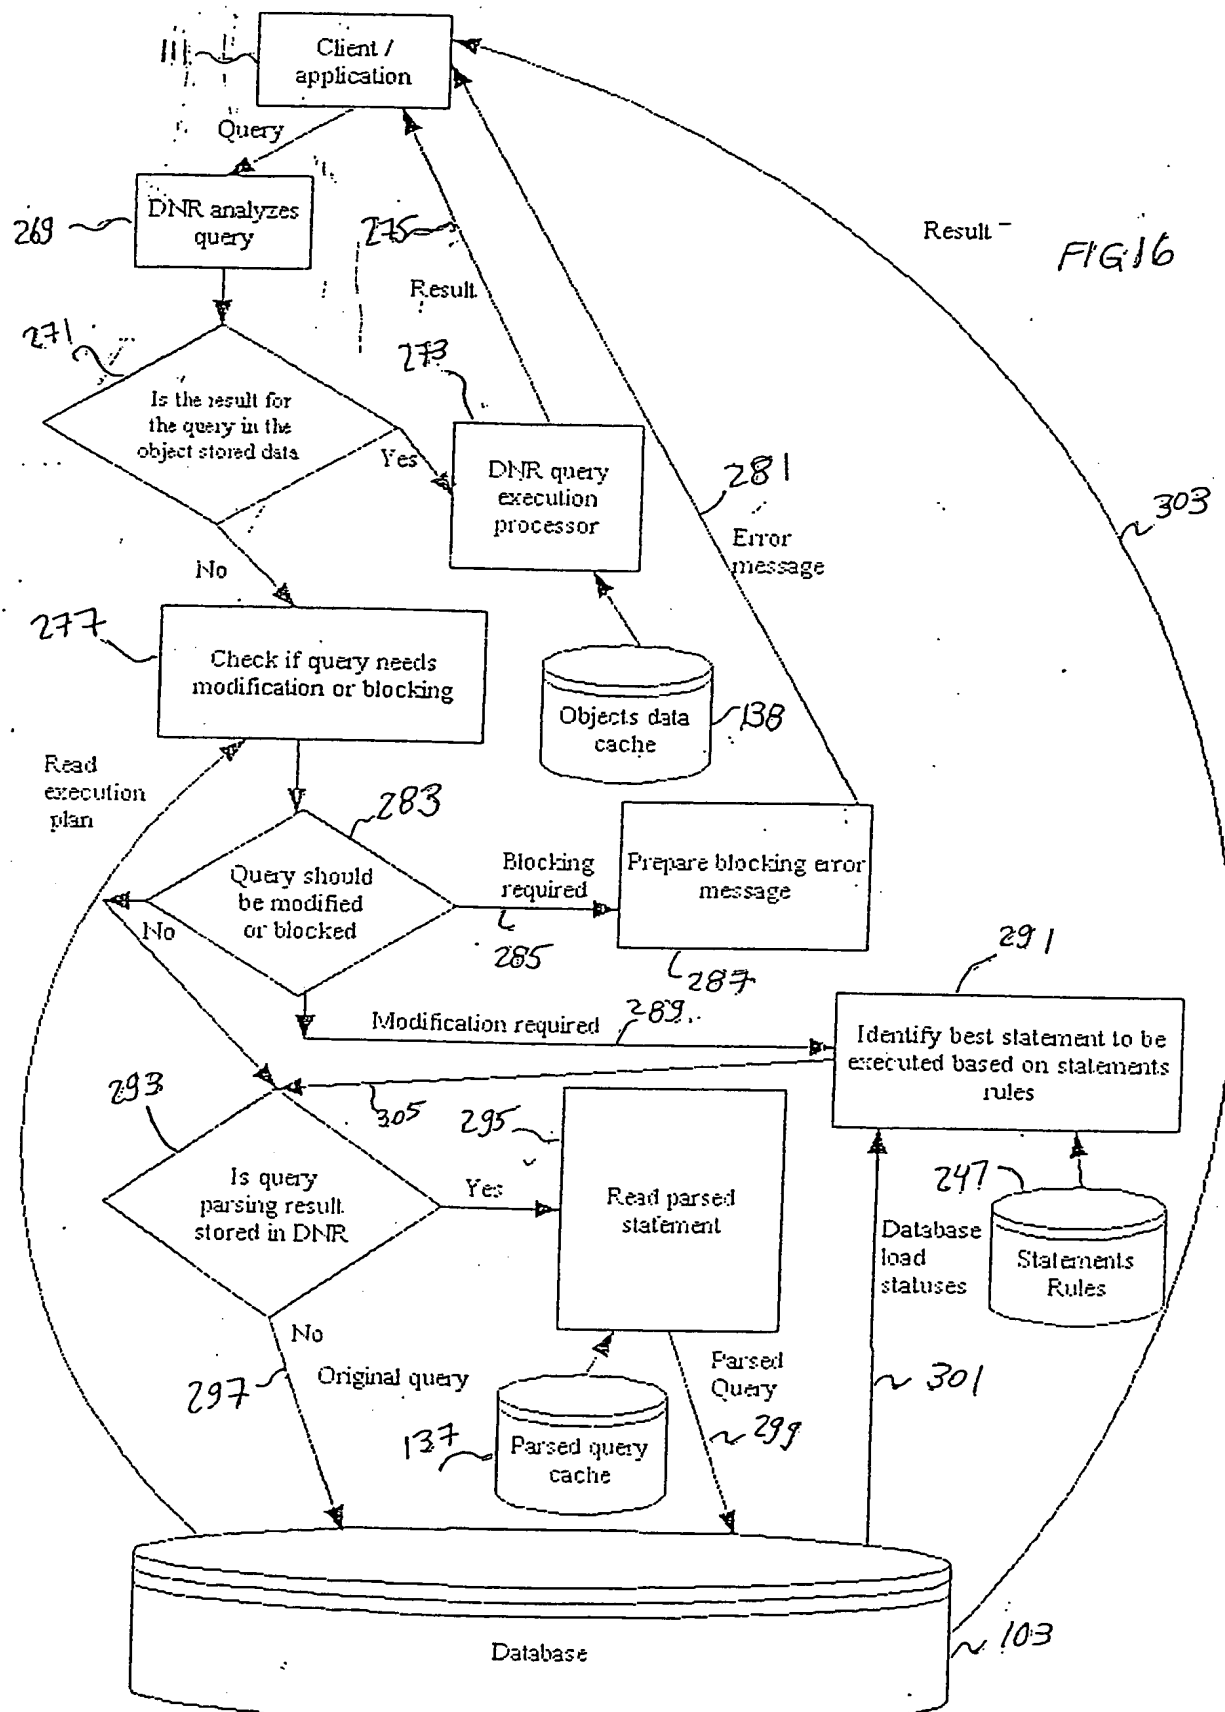 111
Client /
application
Query
DNR analyzes
query
269
275
Result
Result
FIG 16
271
Is the result for
the query in the
object stored data
Yes
273
DNR query
execution
processor
281
Error
message
303
No
277
Check if query needs
modification or blocking
Objects data
cache
138
Read
execution
plan
283
Query should
be modified
or blocked
No
Blocking
required
285
Prepare blocking error
message
287
291
Modification required
289
Identify best statement to be
executed based on statements
rules
293
305
295
Is query
parsing result
stored in DNR
Yes
Read parsed
statement
247
Database
load
statuses
Statements
Rules
No
297
Original query
Parsed
Query
301
137
Parsed query
cache
299
Database
103